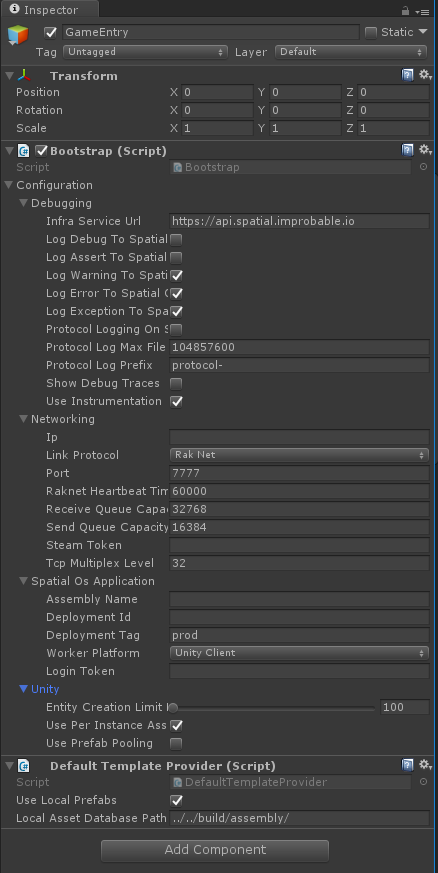 Inspector
GameEntry Static
Tag Untagged Layer Default
Transform
Position X 0 Y 0 Z 0
Rotation X 0 Y 0 Z 0
Scale X 1 Y 1 Z 1
Bootstrap (Script)
Script Bootstrap
Configuration
Debugging
Infra Service Url https://api.spatial.improbable.io
Log Debug To Spatial
Log Assert To Spatial
Log Warning To Spati
Log Error To Spatial O
Log Exception To Spa
Protocol Logging On S
Protocol Log Max File 104857600
Protocol Log Prefix protocol-
Show Debug Traces
Use Instrumentation
Networking
Ip
Link Protocol Rak Net
Port 7777
Raknet Heartbeat Tim 60000
Receive Queue Capa 32768
Send Queue Capacity 16384
Steam Token
Tcp Multiplex Level 32
Spatial Os Application
Assembly Name
Deployment Id
Deployment Tag prod
Worker Platform Unity Client
Login Token
Unity
Entity Creation Limit 100
Use Per Instance Ass
Use Prefab Pooling
Default Template Provider (Script)
Script DefaultTemplateProvider
Use Local Prefabs
Local Asset Database Path ../../build/assembly/
Add Component